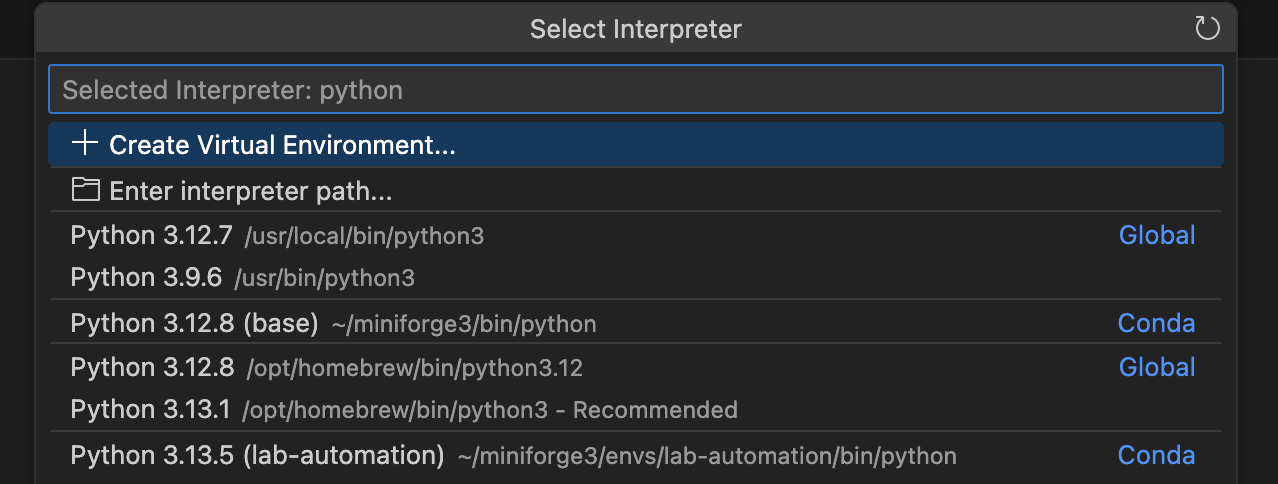 Select Interpreter
Selected Interpreter: python
Create Virtual Environment...
Enter interpreter path...
Python 3.12.7 /usr/local/bin/python3 Global
Python 3.9.6 /usr/bin/python3
Python 3.12.8 (base) ~/miniforge3/bin/python Conda
Python 3.12.8 /opt/homebrew/bin/python3.12 Global
Python 3.13.1 /opt/homebrew/bin/python3 - Recommended
Python 3.13.5 (lab-automation) ~/miniforge3/envs/lab-automation/bin/python Conda